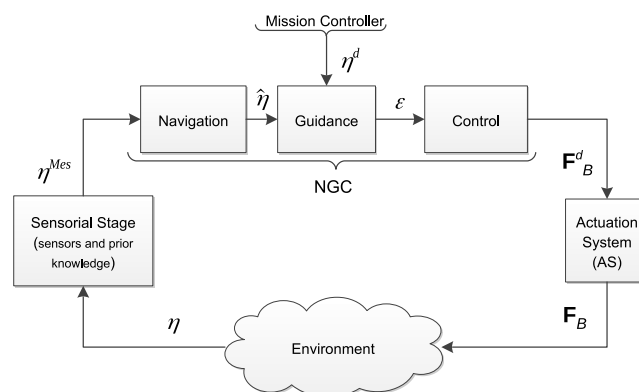 Mission Controller
η^d
Navigation
η̂
Guidance
ε
Control
η^Mes
NGC
F^d_B
Sensorial Stage
(sensors and prior
knowledge)
Actuation
System
(AS)
η
Environment
F_B